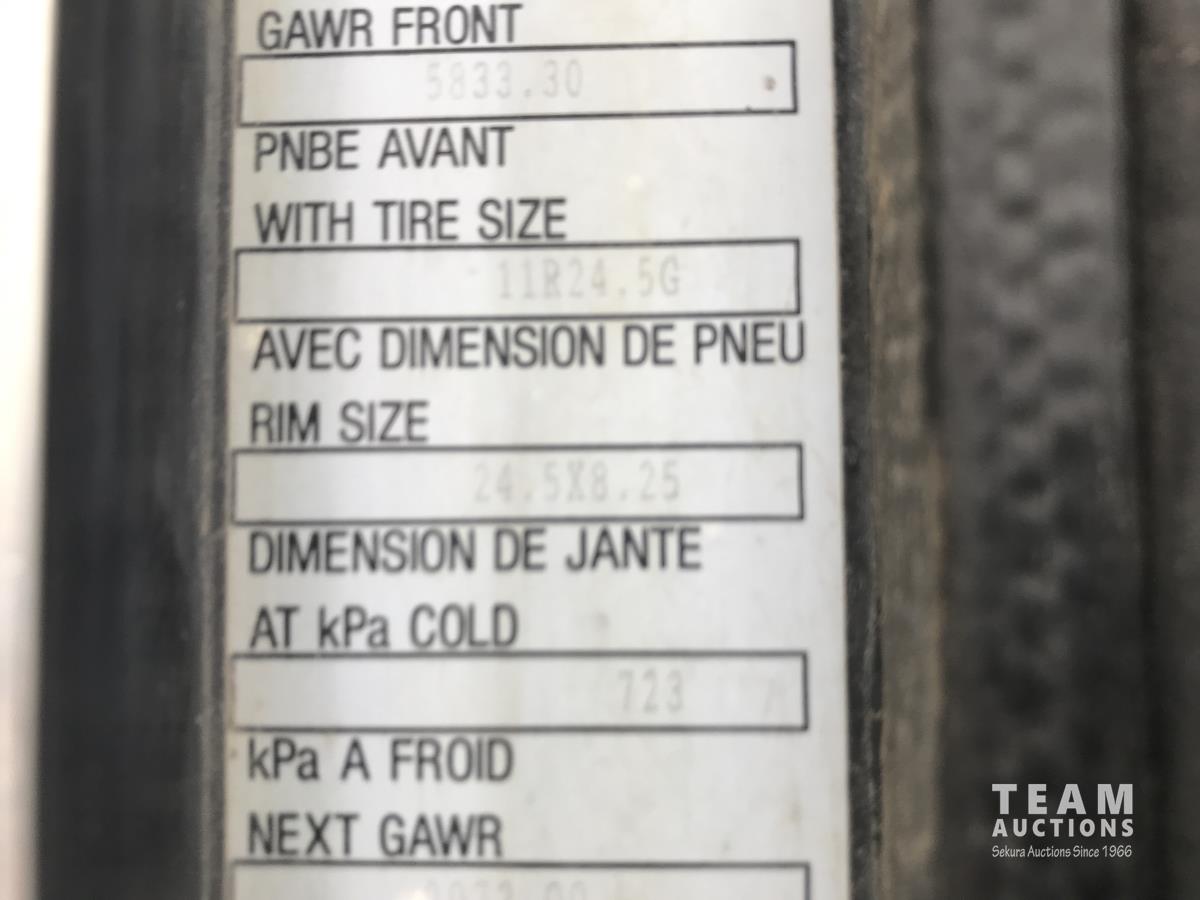 GAWR FRONT
5833.30
PNBE AVANT
WITH TIRE SIZE
11R24.5G
AVEC DIMENSION DE PNEU
RIM SIZE
24.5X8.25
DIMENSION DE JANTE
AT kPa COLD
723
kPa A FROID
NEXT GAWR
TEAM
AUCTIONS
Sekura Auctions Since 1966